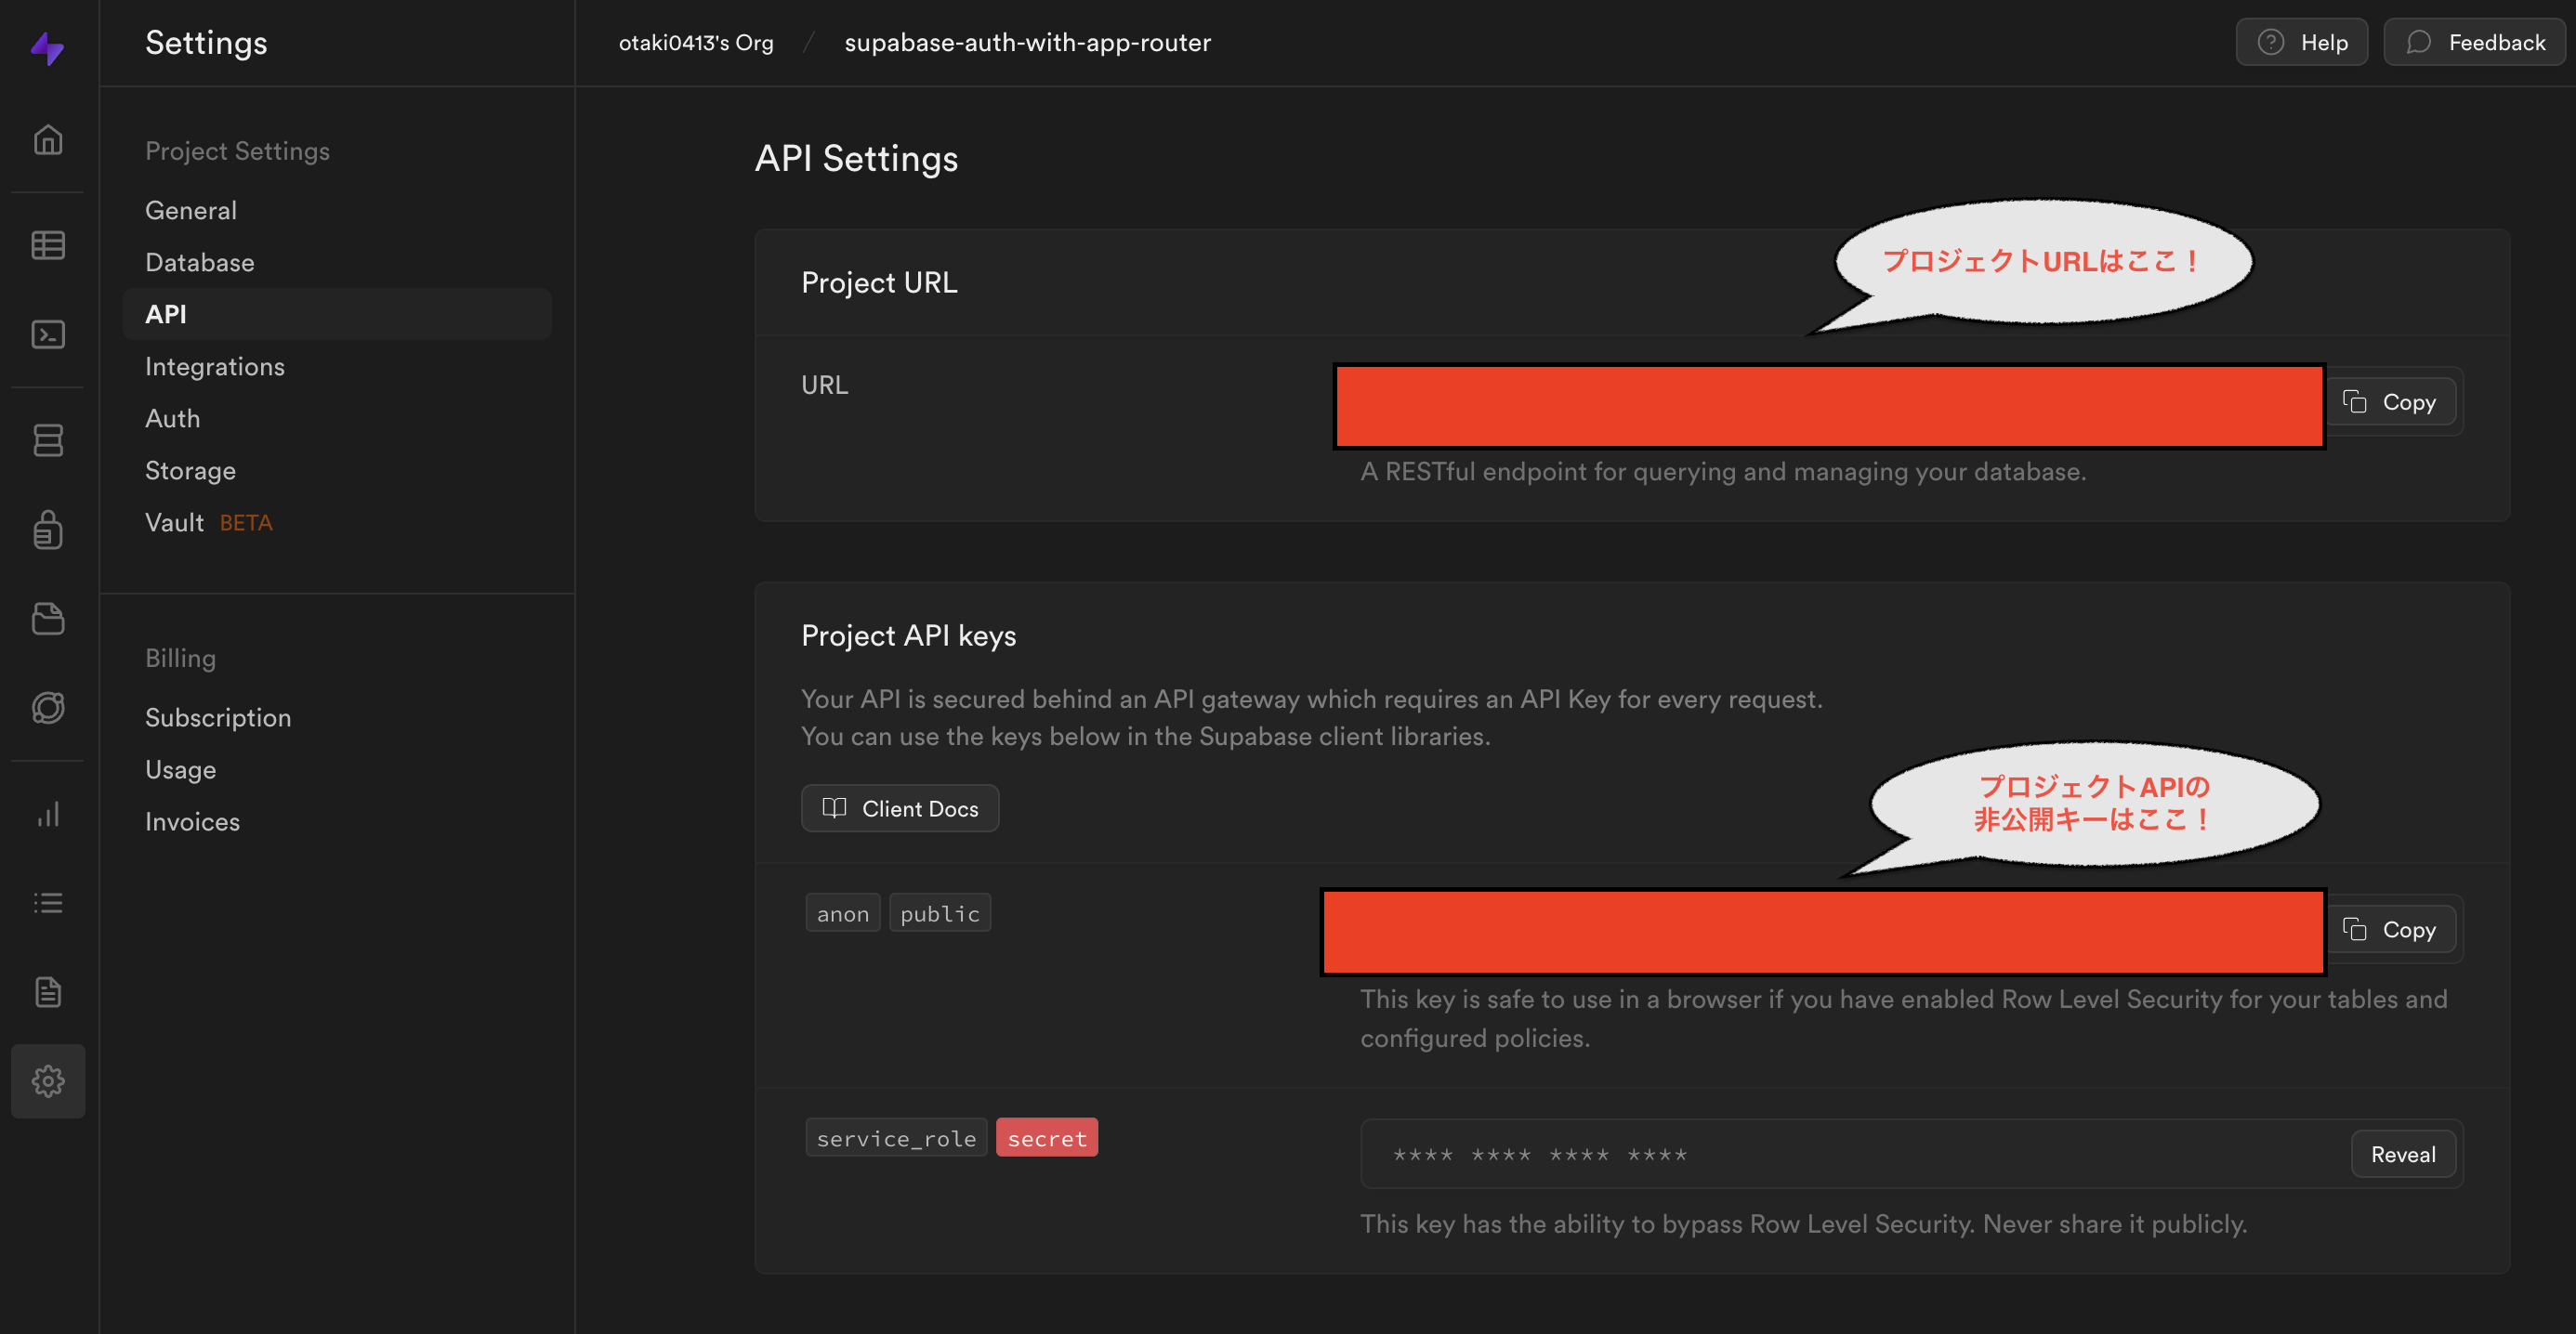 Settings
otaki0413's Org / supabase-auth-with-app-router
Help
Feedback
Project Settings
General
Database
API
Integrations
Auth
Storage
Vault BETA
Billing
Subscription
Usage
Invoices
API Settings
プロジェクトURLはここ！
Project URL
URL
Copy
A RESTful endpoint for querying and managing your database.
Project API keys
Your API is secured behind an API gateway which requires an API Key for every request.
You can use the keys below in the Supabase client libraries.
Client Docs
プロジェクトAPIの
非公開キーはここ！
anon public
Copy
This key is safe to use in a browser if you have enabled Row Level Security for your tables and
configured policies.
service_role secret
**** **** **** ****
Reveal
This key has the ability to bypass Row Level Security. Never share it publicly.